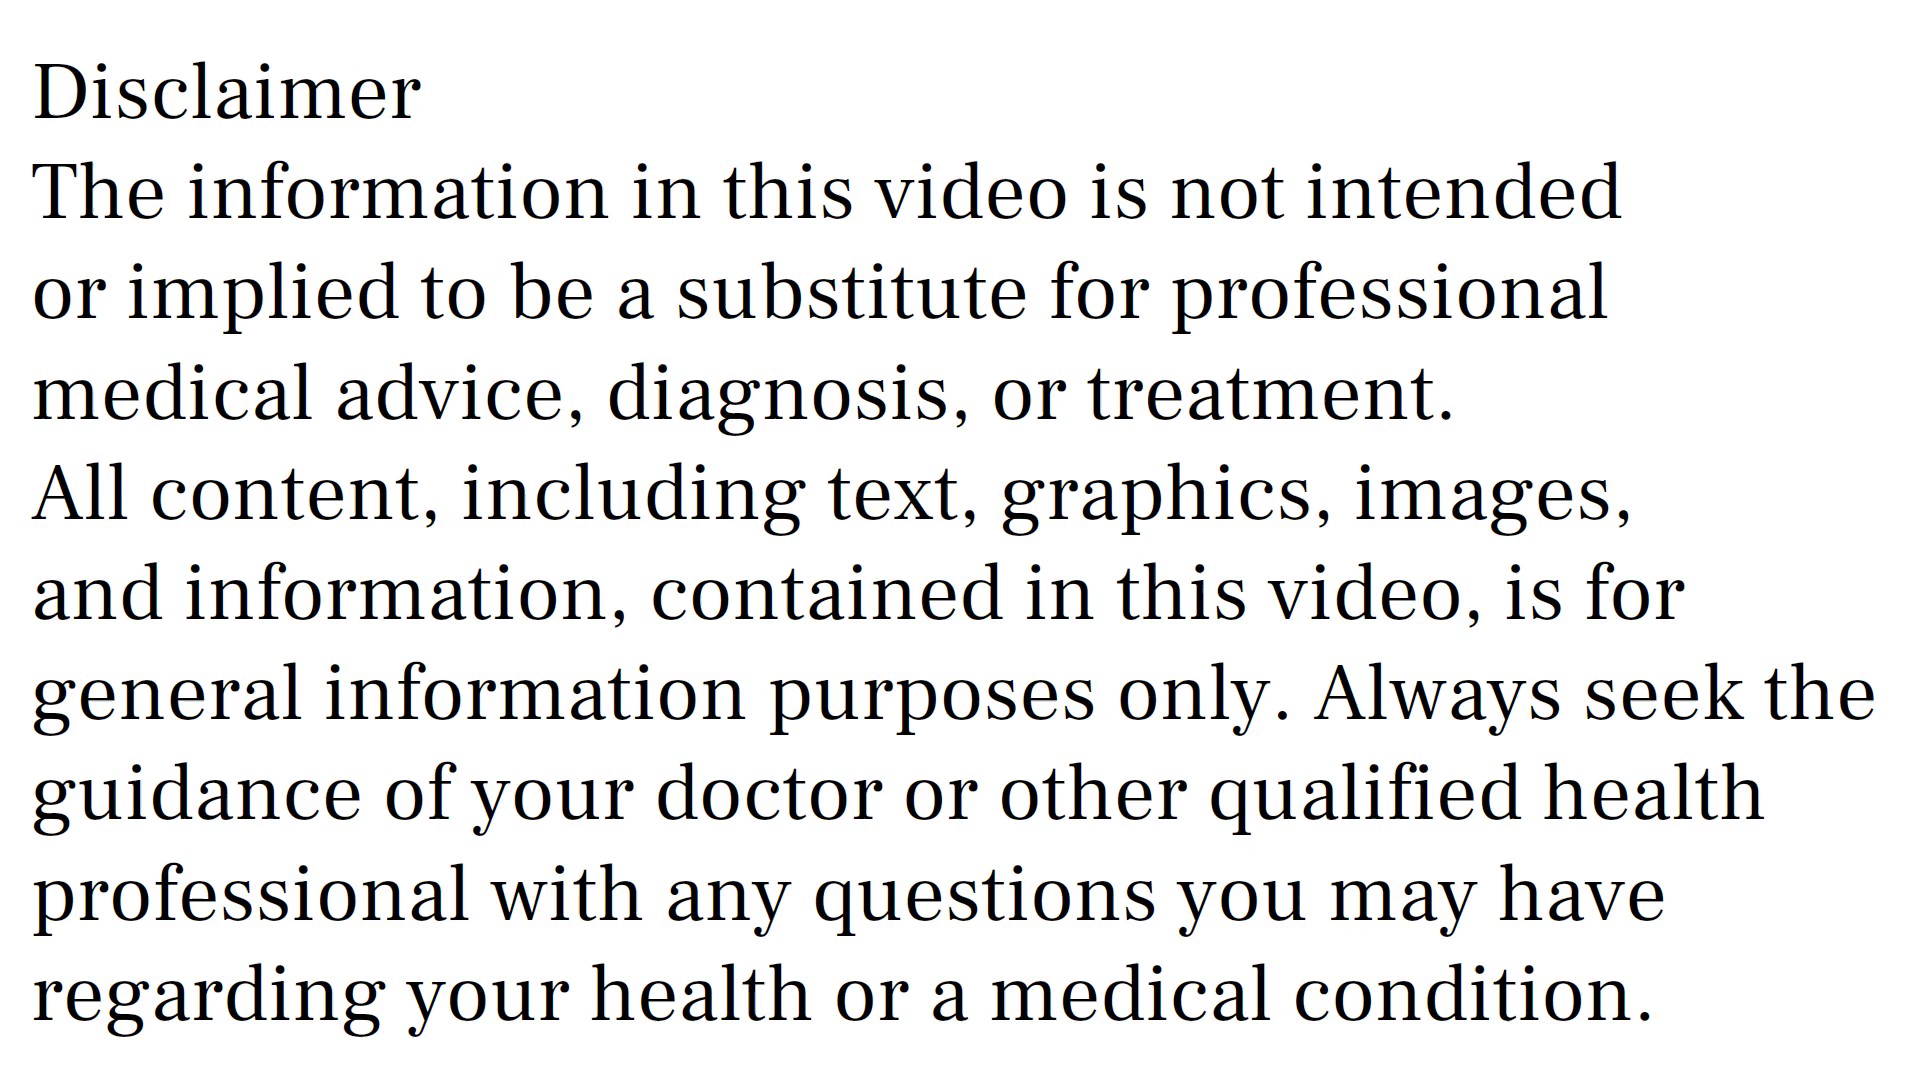 Disclaimer
The information in this video is not intended
or implied to be a substitute for professional
medical advice, diagnosis, or treatment.
All content, including text, graphics, images,
and information, contained in this video, is for
general information purposes only. Always seek the
guidance of your doctor or other qualified health
professional with any questions you may have
regarding your health or a medical condition.